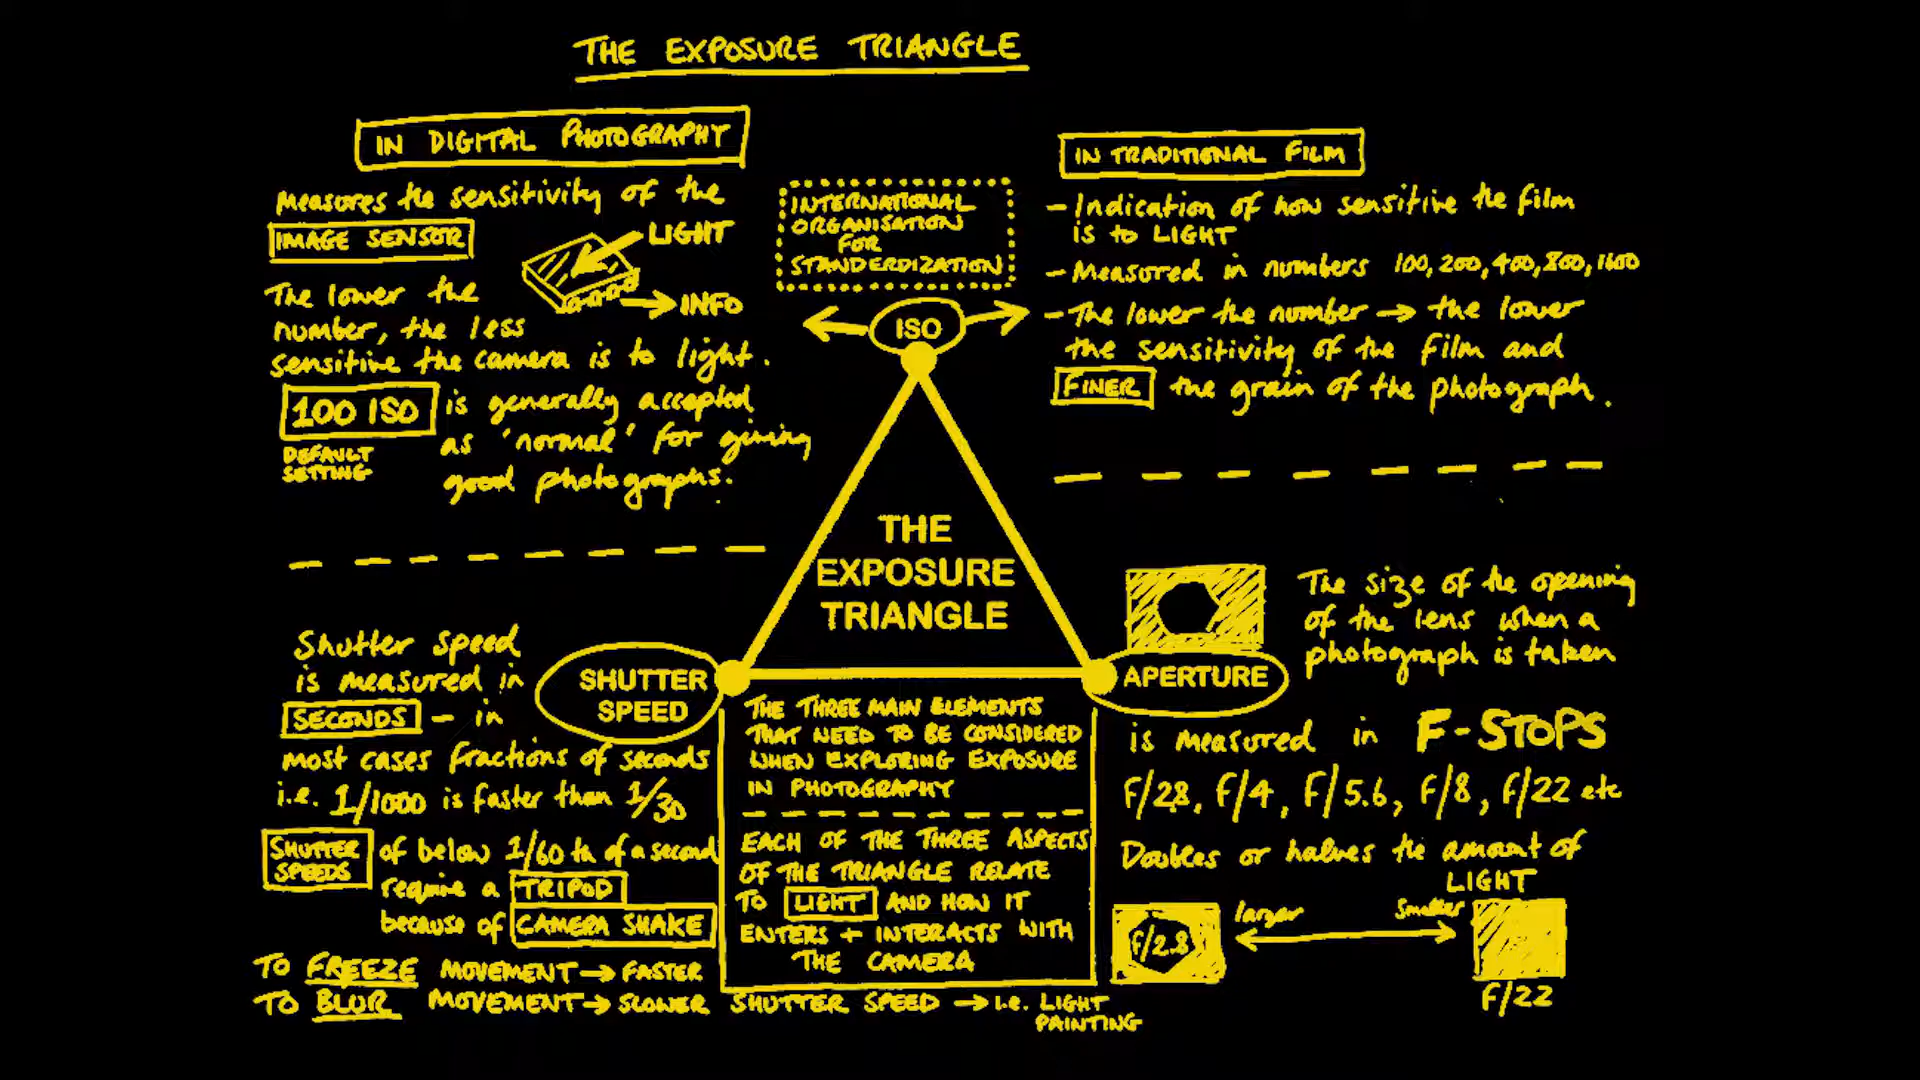 THE EXPOSURE TRIANGLE
IN DIGITAL PHOTOGRAPHY
Measures the sensitivity of the
IMAGE SENSOR
LIGHT
INFO
The lower the
number, the less
sensitive the camera is to light.
100 ISO is generally accepted
DEFAULT
SETTING
as 'normal' for giving
good photographs.
INTERNATIONAL
ORGANISATION
FOR
STANDERDIZATION
ISO
IN TRADITIONAL FILM
- Indication of how sensitive the film
is to LIGHT
- Measured in numbers 100, 200, 400, 800, 1600
- The lower the number → the lower
the sensitivity of the film and
FINER the grain of the photograph.
THE
EXPOSURE
TRIANGLE
Shutter speed
is measured in
SECONDS - in
most cases fractions of seconds
i.e. 1/1000 is faster than 1/30
SHUTTER
SPEEDS
of below 1/60th of a second
require a TRIPOD
because of CAMERA SHAKE
TO FREEZE MOVEMENT → FASTER
TO BLUR MOVEMENT → SLOWER SHUTTER SPEED → i.e. LIGHT
PAINTING
SHUTTER
SPEED
THE THREE MAIN ELEMENTS
THAT NEED TO BE CONSIDERED
WHEN EXPLORING EXPOSURE
IN PHOTOGRAPHY
EACH OF THE THREE ASPECTS
OF THE TRIANGLE RELATE
TO LIGHT AND HOW IT
ENTERS + INTERACTS WITH
THE CAMERA
APERTURE
The size of the opening
of the lens when a
photograph is taken
is measured in F-STOPS
f/2.8, f/4, f/5.6, f/8, f/22 etc
Doubles or halves the amount of
LIGHT
larger
smaller
f/2.8
f/22